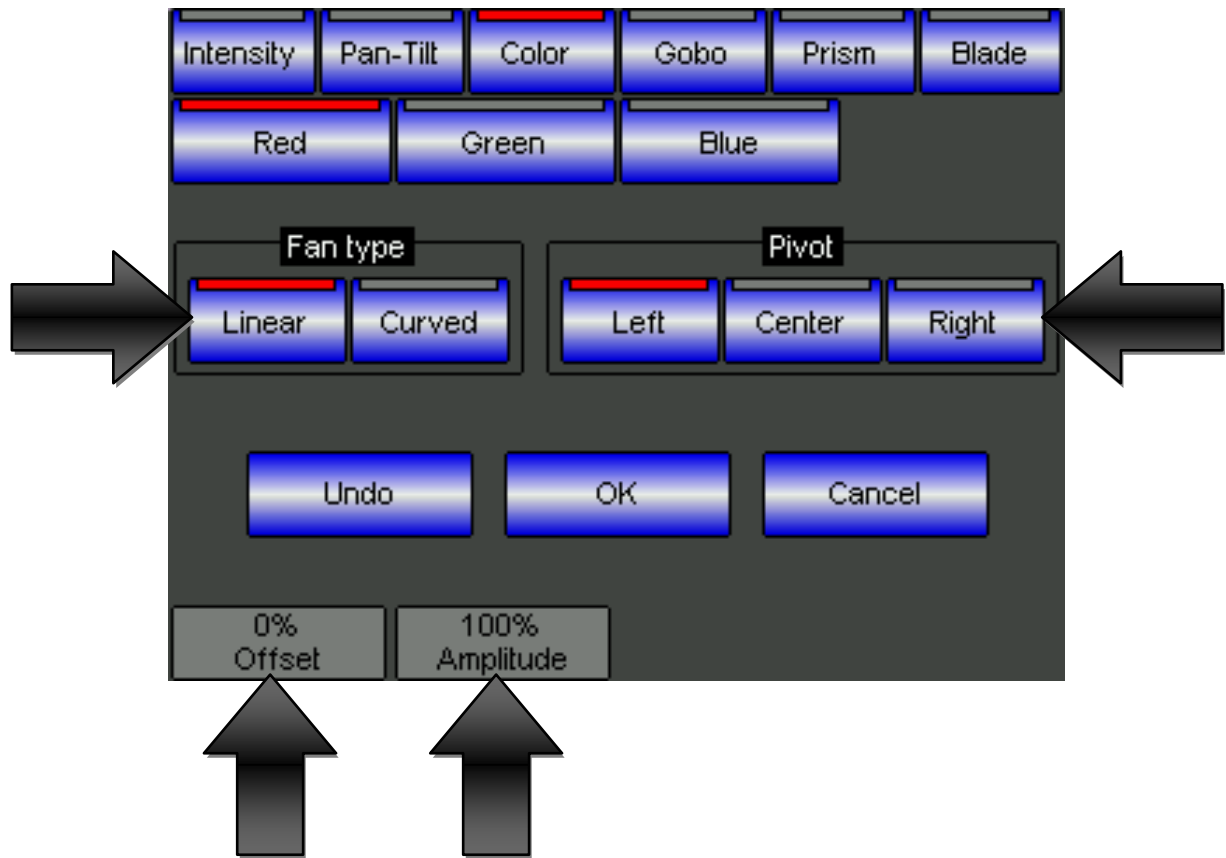 Intensity Pan-Tilt Color Gobo Prism Blade
Red Green Blue
Fan type Pivot
Linear Curved Left Center Right
Undo OK Cancel
0% 100%
Offset Amplitude